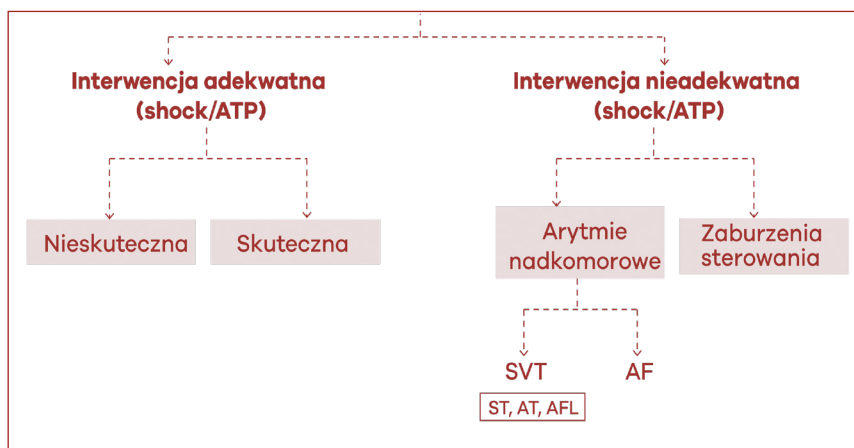 Interwencja adekwatna
(shock/ATP)
Interwencja nieadekwatna
(shock/ATP)
Nieskuteczna
Skuteczna
Arytmie
nadkomorowe
Zaburzenia
sterowania
SVT
AF
ST, AT, AFL